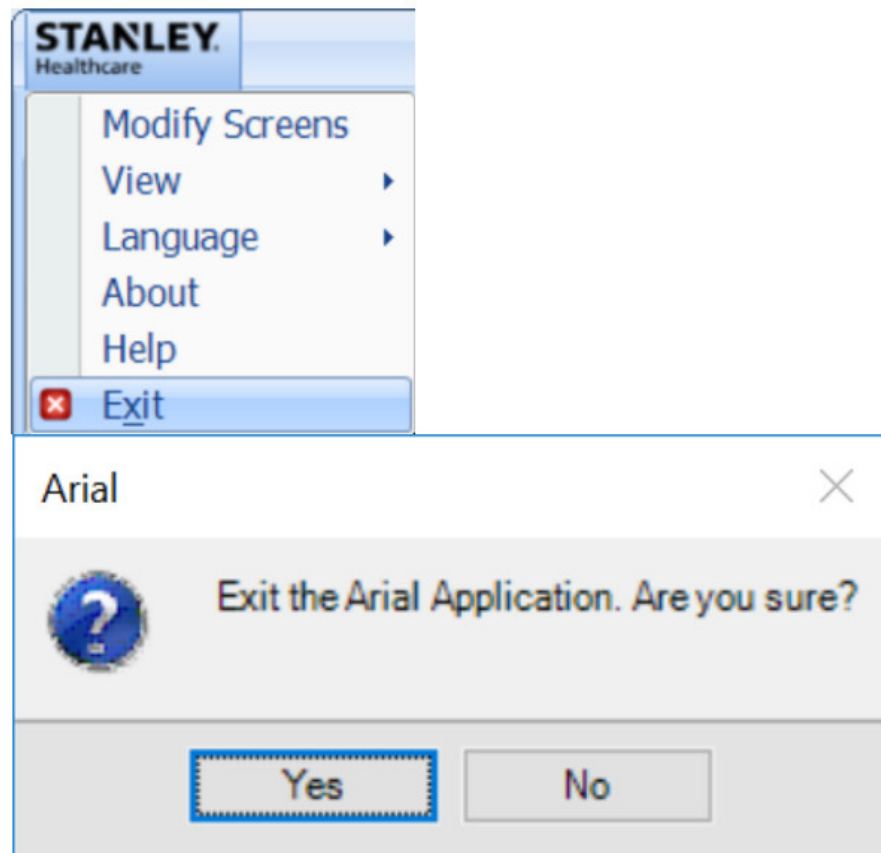 STANLEY.
Healthcare
Modify Screens
View
Language
About
Help
Exit
Arial
Exit the Arial Application. Are you sure?
Yes
No